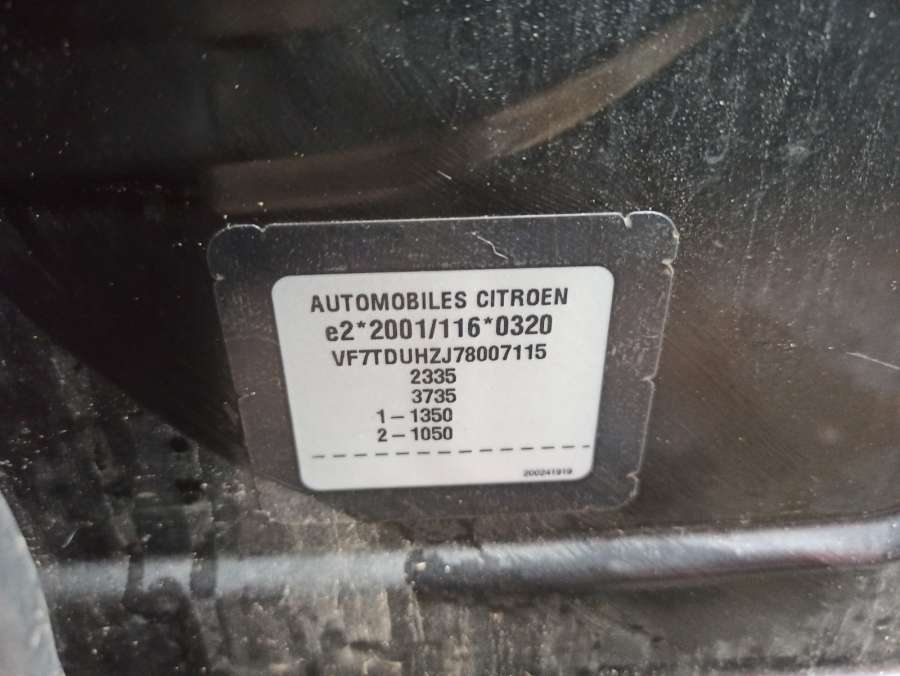 AUTOMOBILES CITROEN
e2*2001/116*0320
VF7TDUHZJ78007115
2335
3735
1-1350
2-1050
200241919